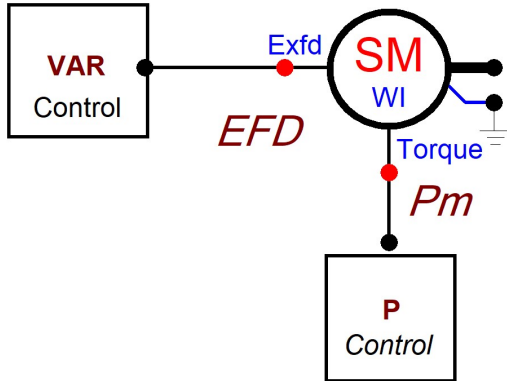 Exfd
SM
WI
VAR
Control
EFD
Torque
Pm
P
Control